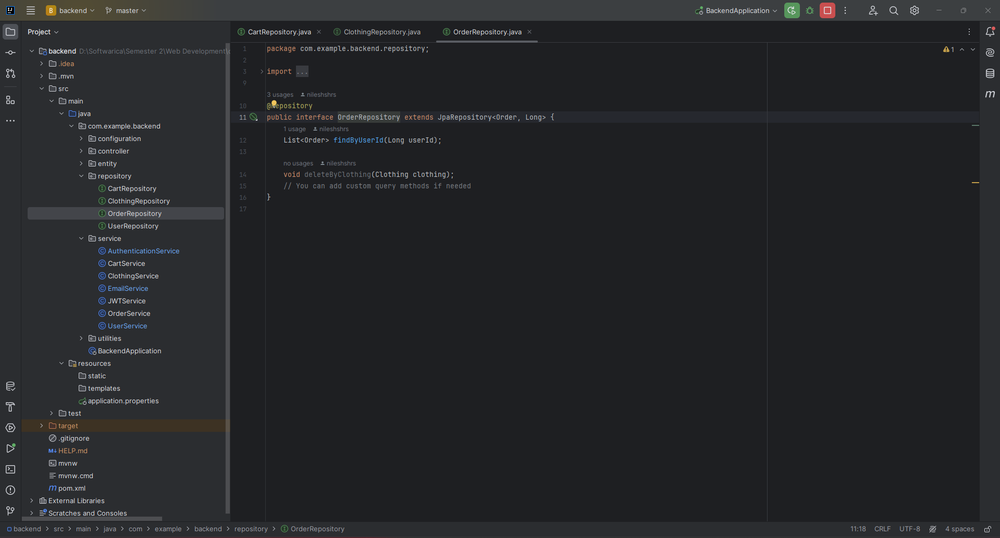 backend
master
BackendApplication
Project
CartRepository.java
ClothingRepository.java
OrderRepository.java
backend D:\Softwarica\Semester 2\Web Development\
.idea
.mvn
src
main
java
com.example.backend
configuration
controller
entity
repository
CartRepository
ClothingRepository
OrderRepository
UserRepository
service
AuthenticationService
CartService
ClothingService
EmailService
JWTService
OrderService
UserService
utilities
BackendApplication
resources
static
templates
application.properties
test
target
.gitignore
HELP.md
mvnw
mvnw.cmd
pom.xml
External Libraries
Scratches and Consoles
1 package com.example.backend.repository;
2
3 import ...
9
3 usages nileshshrs
10 @Repository
11 public interface OrderRepository extends JpaRepository<Order, Long> {
1 usage nileshshrs
12 List<Order> findByUserId(Long userId);
13
no usages nileshshrs
14 void deleteByClothing(Clothing clothing);
15 // You can add custom query methods if needed
16 }
17
1
backend > src > main > java > com > example > backend > repository > OrderRepository
11:18 CRLF UTF-8 4 spaces